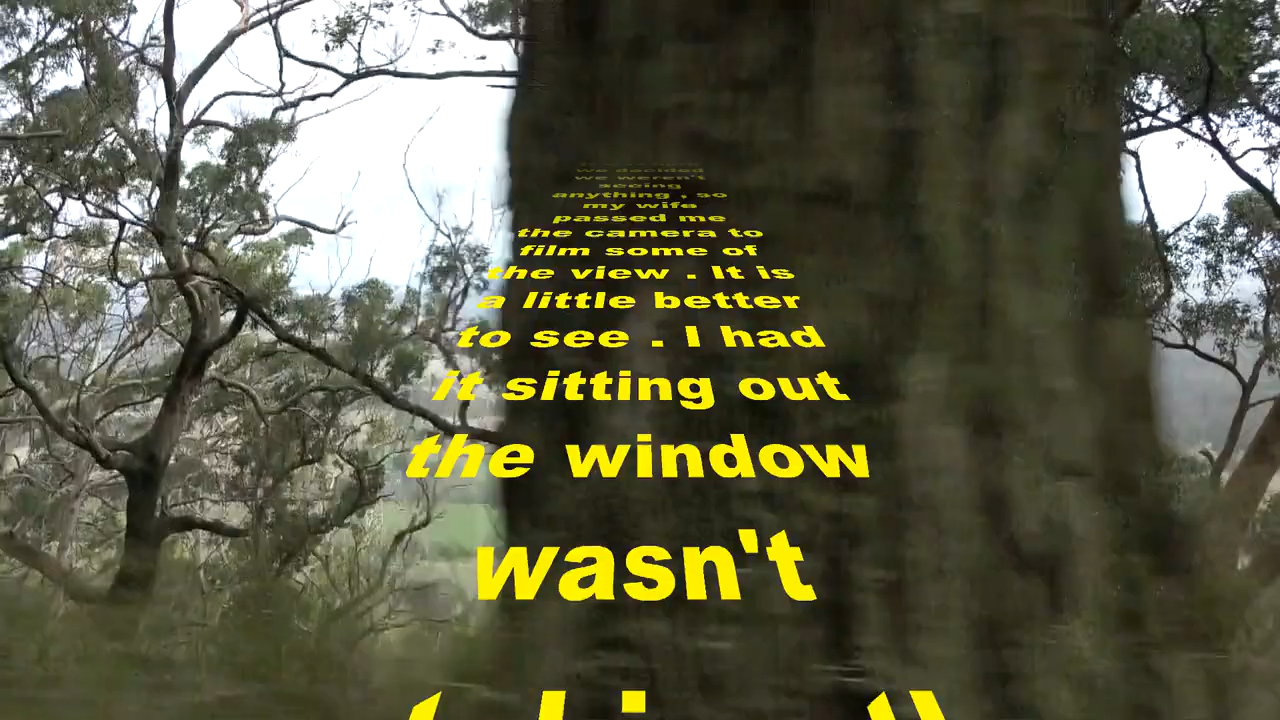 we decided
we weren't
seeing
anything , so
my wife
passed me
the camera to
film some of
the view . It is
a little better
to see . I had
it sitting out
the window
wasn't